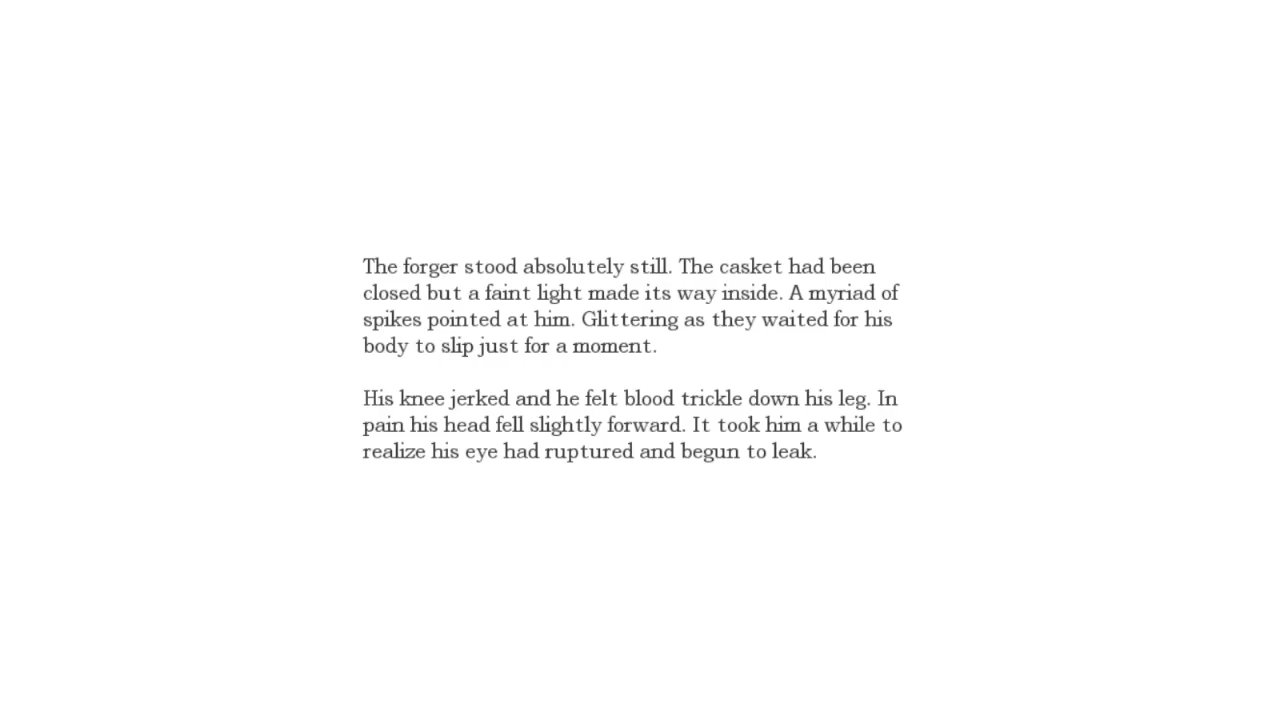 The forger stood absolutely still. The casket had been
closed but a faint light made its way inside. A myriad of
spikes pointed at him. Glittering as they waited for his
body to slip just for a moment.
His knee jerked and he felt blood trickle down his leg. In
pain his head fell slightly forward. It took him a while to
realize his eye had ruptured and begun to leak.